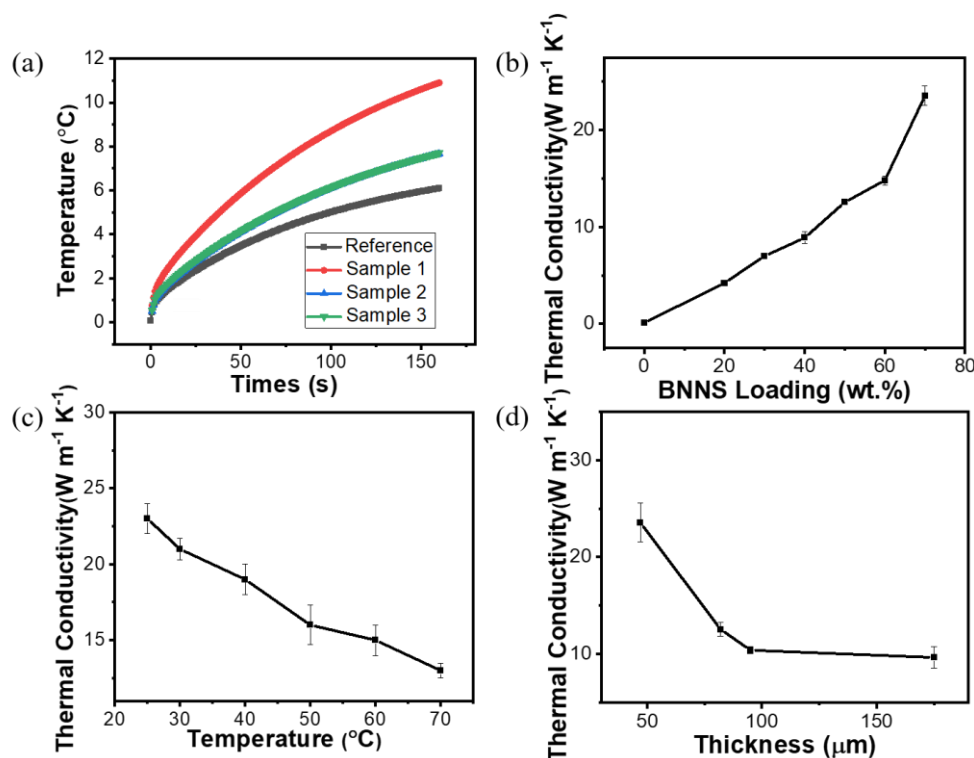 (a)
Temperature (°C)
12
10
8
6
4
2
0
Reference
Sample 1
Sample 2
Sample 3
0 50 100 150
Times (s)
(b)
Thermal Conductivity(W m⁻¹ K⁻¹)
20
10
0
0 20 40 60 80
BNNS Loading (wt.%)
(c)
Thermal Conductivity(W m⁻¹ K⁻¹)
30
25
20
15
20 30 40 50 60 70
Temperature (°C)
(d)
Thermal Conductivity(W m⁻¹ K⁻¹)
30
20
10
50 100 150
Thickness (μm)